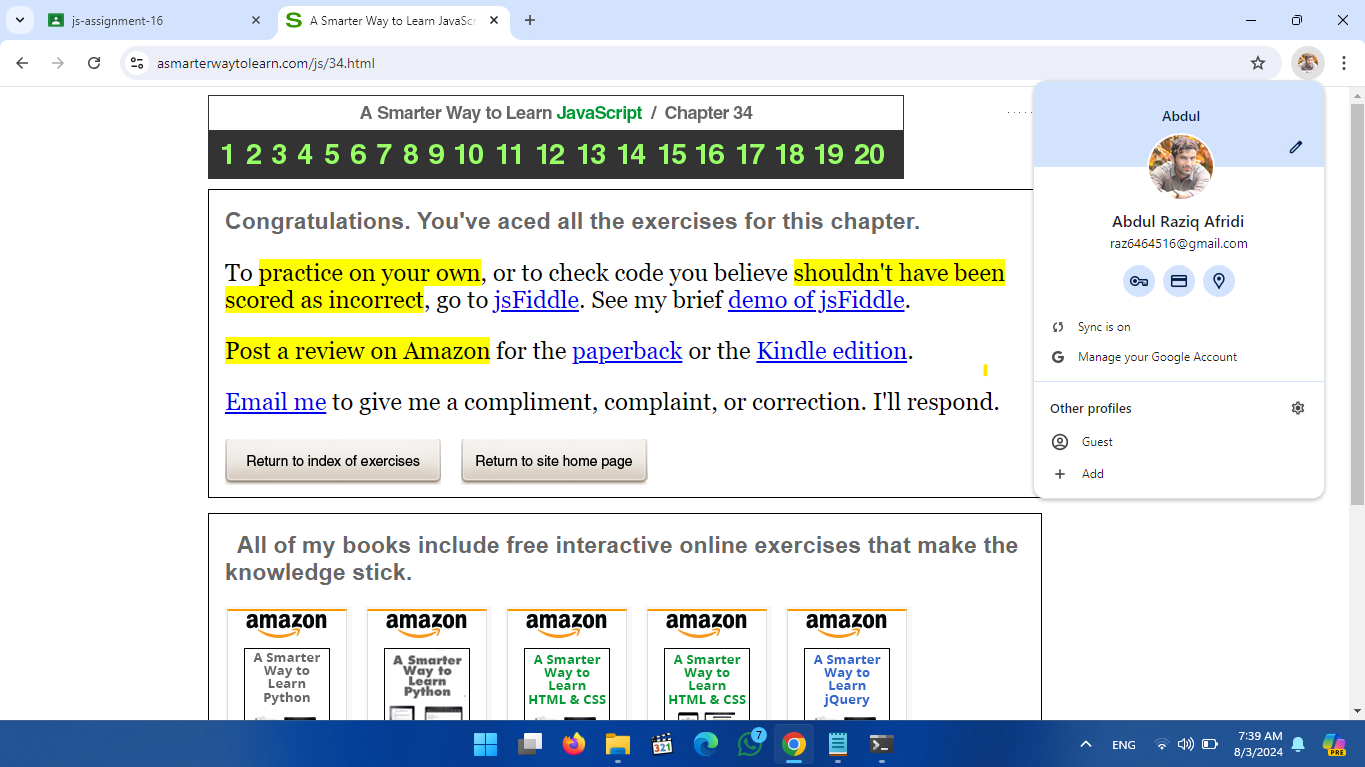 js-assignment-16
A Smarter Way to Learn JavaScr
asmarterwaytolearn.com/js/34.html
A Smarter Way to Learn JavaScript / Chapter 34
1 2 3 4 5 6 7 8 9 10 11 12 13 14 15 16 17 18 19 20
Congratulations. You've aced all the exercises for this chapter.
To practice on your own, or to check code you believe shouldn't have been
scored as incorrect, go to jsFiddle. See my brief demo of jsFiddle.
Post a review on Amazon for the paperback or the Kindle edition.
Email me to give me a compliment, complaint, or correction. I'll respond.
Return to index of exercises
Return to site home page
All of my books include free interactive online exercises that make the
knowledge stick.
amazon
A Smarter
Way to
Learn
Python
amazon
A Smarter
Way to
Learn
Python
amazon
A Smarter
Way to
Learn
HTML & CSS
amazon
A Smarter
Way to
Learn
HTML & CSS
amazon
A Smarter
Way to
Learn
jQuery
Abdul
Abdul Raziq Afridi
raz6464516@gmail.com
Sync is on
Manage your Google Account
Other profiles
Guest
Add
321
7
ENG
7:39 AM
8/3/2024
PRE